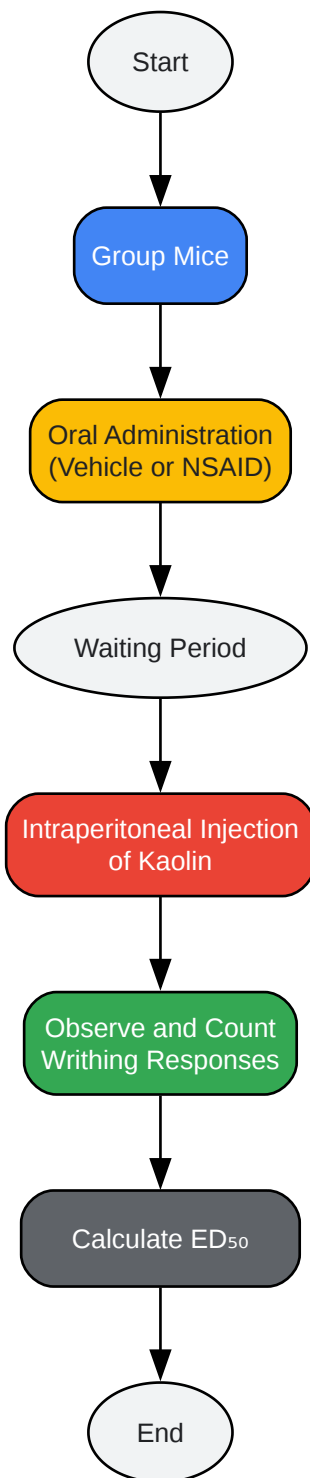 Start
Group Mice
Oral Administration
(Vehicle or NSAID)
Waiting Period
Intraperitoneal Injection
of Kaolin
Observe and Count
Writhing Responses
Calculate ED₅₀
End